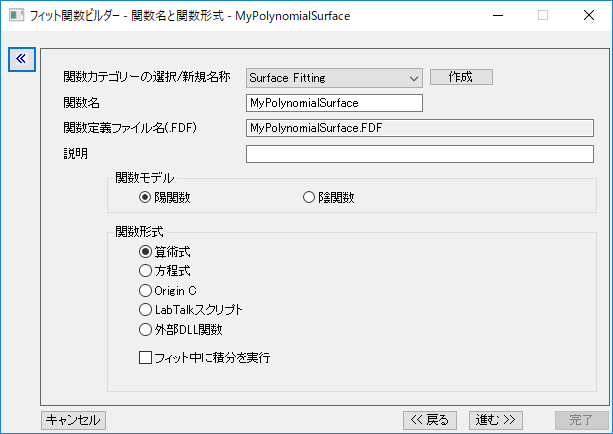 フィット関数ビルダー - 関数名と関数形式 - MyPolynomialSurface
関数カテゴリーの選択/新規名称 Surface Fitting 作成
関数名 MyPolynomialSurface
関数定義ファイル名(.FDF) MyPolynomialSurface.FDF
説明
関数モデル
陽関数 陰関数
関数形式
算術式
方程式
Origin C
LabTalkスクリプト
外部DLL関数
フィット中に積分を実行
キャンセル << 戻る 進む >> 完了